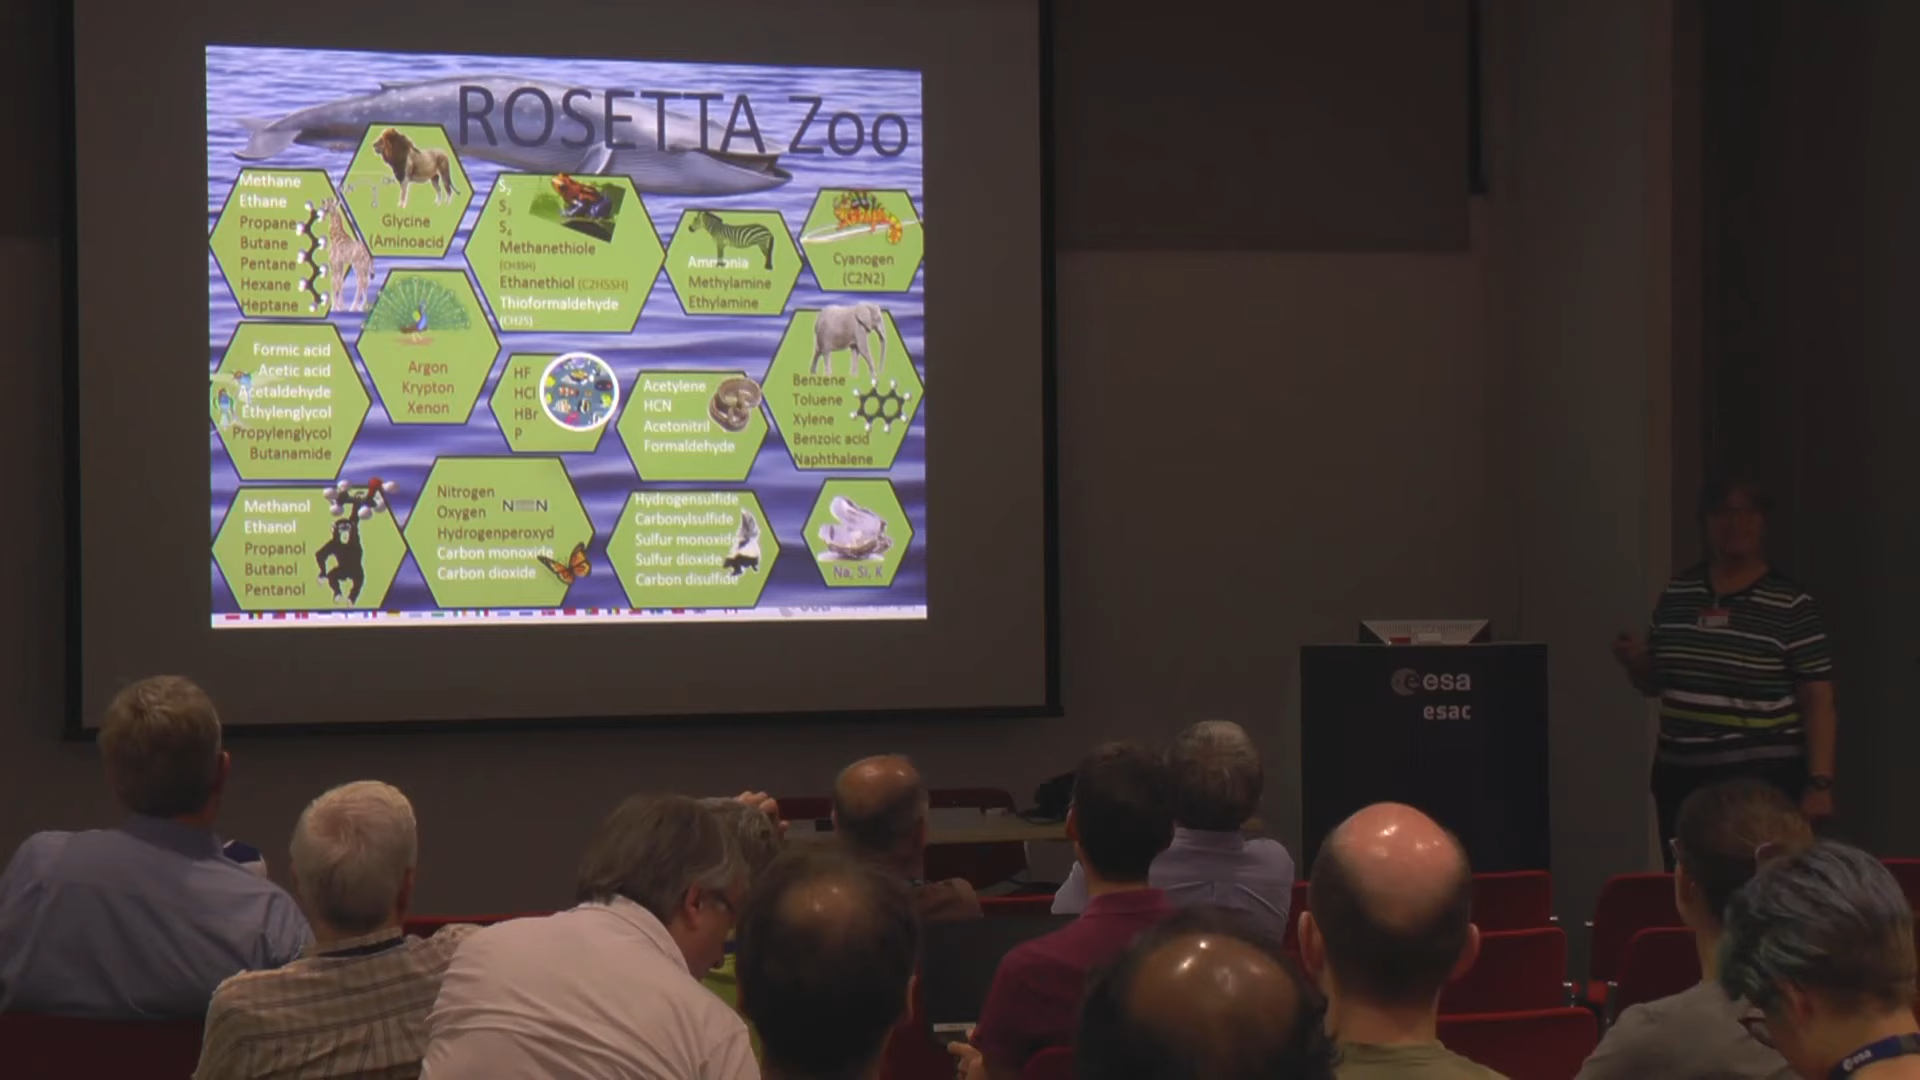 ROSETTA Zoo
Methane
Ethane
Propane
Butane
Pentane
Hexane
Heptane
Glycine
(Aminoacid
S2
S3
S4
Methanethiole
(CH3SH)
Ethanethiol (C2H5SH)
Thioformaldehyde
(CH2S)
Ammonia
Methylamine
Ethylamine
Cyanogen
(C2N2)
Formic acid
Acetic acid
Acetaldehyde
Ethylenglycol
Propylenglycol
Butanamide
Argon
Krypton
Xenon
HF
HCl
HBr
P
Acetylene
HCN
Acetonitril
Formaldehyde
Benzene
Toluene
Xylene
Benzoic acid
Naphthalene
Methanol
Ethanol
Propanol
Butanol
Pentanol
Nitrogen
Oxygen
N≡N
Hydrogenperoxyd
Carbon monoxide
Carbon dioxide
Hydrogensulfide
Carbonylsulfide
Sulfur monoxide
Sulfur dioxide
Carbon disulfide
Na, Si, K
esa
esac
esa